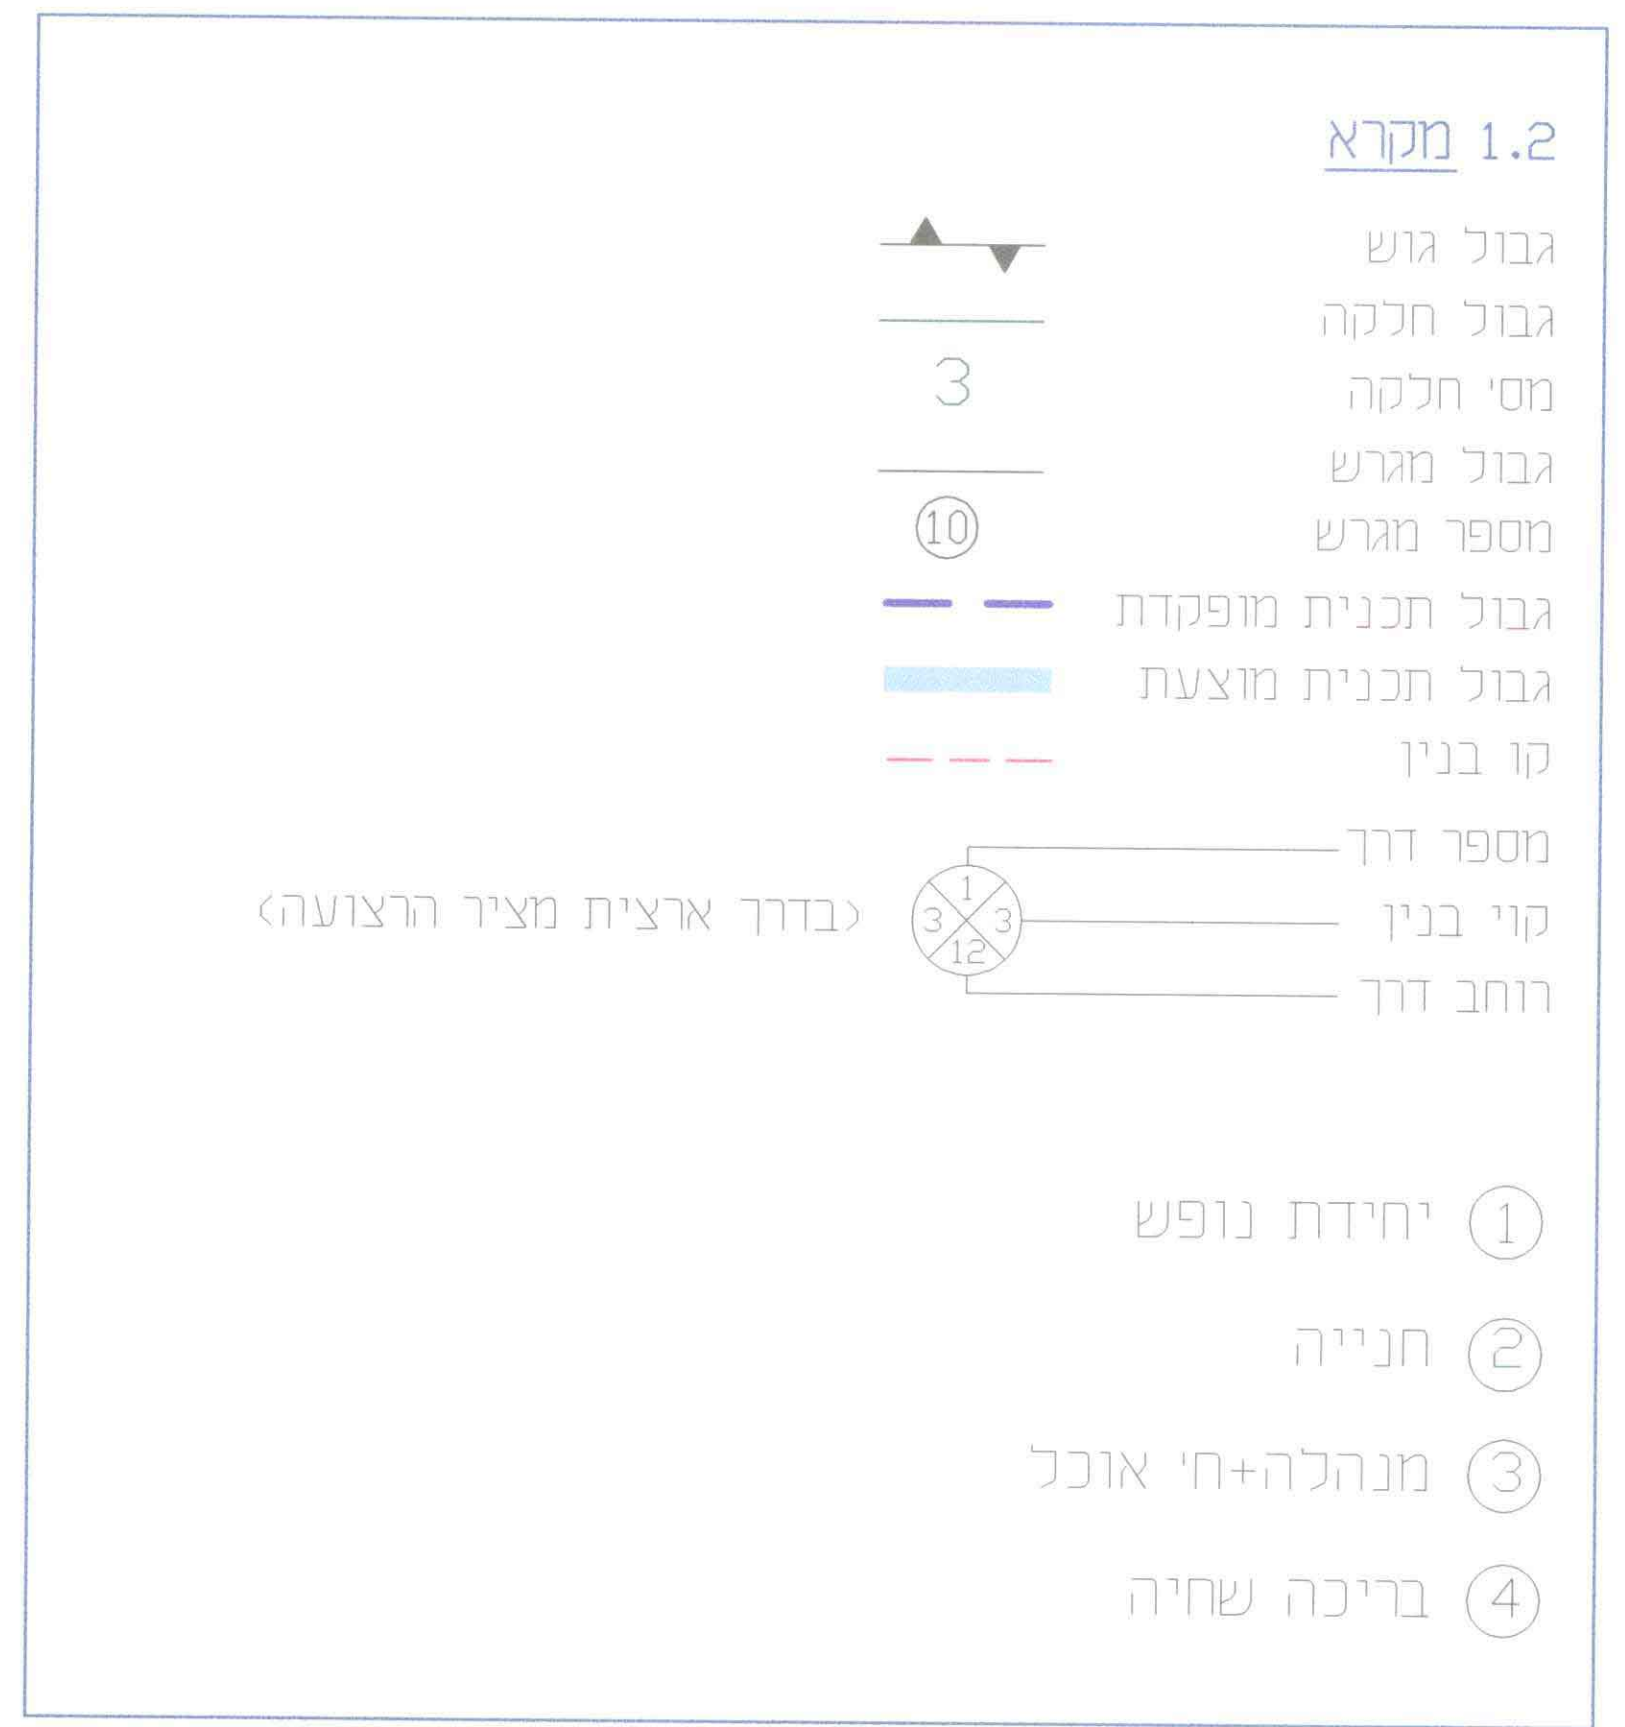 1.2 מקרא
גבול גוש
גבול חלקה
מס' חלקה 3
גבול מגרש
מספר מגרש 10
גבול תכנית מופקדת
גבול תכנית מוצעת
קו בנין
מספר דרך 1
קוי בנין 3 3 (בדרך ארצית מציר הרצועה)
רוחב דרך 12
1 יחידת נופש
2 חנייה
3 מנהלה+חי אוכל
4 בריכה שחיה